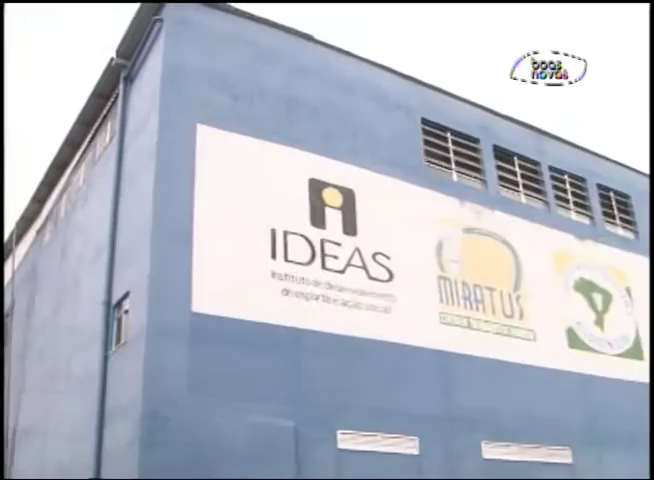 boas
novas
IDEAS
Instituto de desenvolvimento
do esporte e ação social
MIRATUS